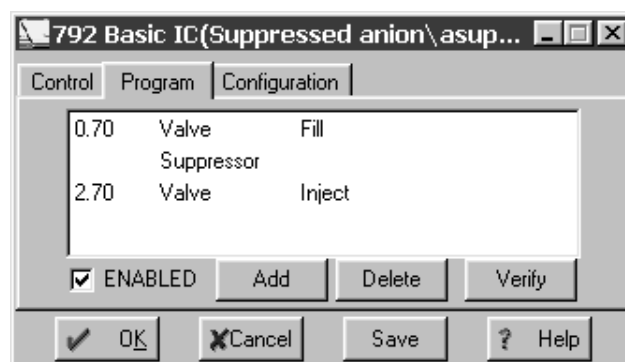 792 Basic IC(Suppressed anion\asup...
Control Program Configuration
0.70 Valve Fill
Suppressor
2.70 Valve Inject
ENABLED Add Delete Verify
OK Cancel Save ? Help